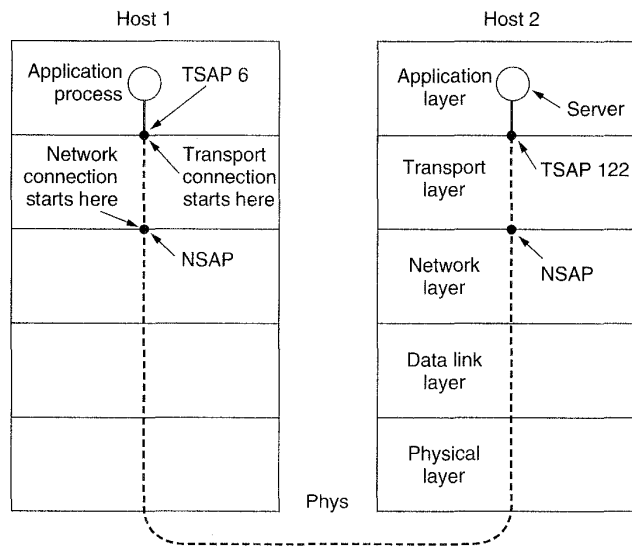 Host 1
Host 2
Application
process
TSAP 6
Network
connection
starts here
Transport
connection
starts here
NSAP
Application
layer
Server
Transport
layer
TSAP 122
Network
layer
NSAP
Data link
layer
Physical
layer
Phys